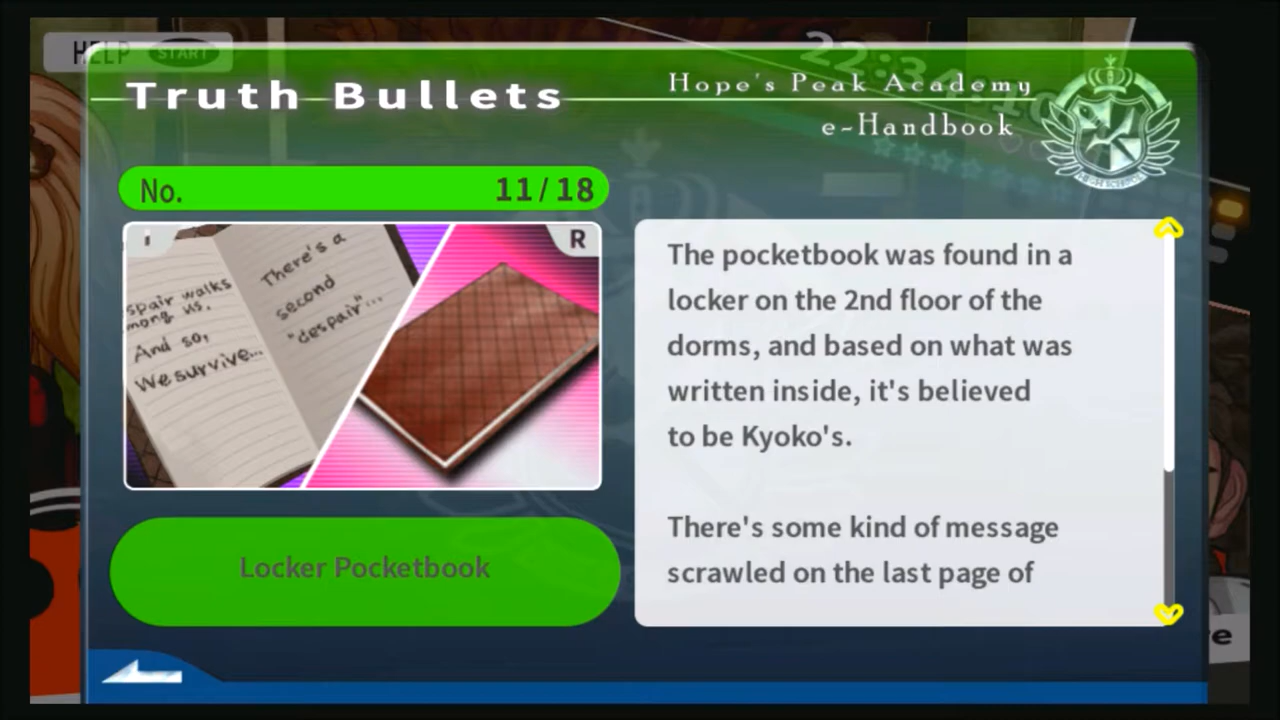 HELP START
Truth Bullets
Hope's Peak Academy
e-Handbook
No. 11/18
R
spair walks
mong us.
And so,
We survive...
There's a
second
"despair"...
The pocketbook was found in a
locker on the 2nd floor of the
dorms, and based on what was
written inside, it's believed
to be Kyoko's.
There's some kind of message
scrawled on the last page of
Locker Pocketbook